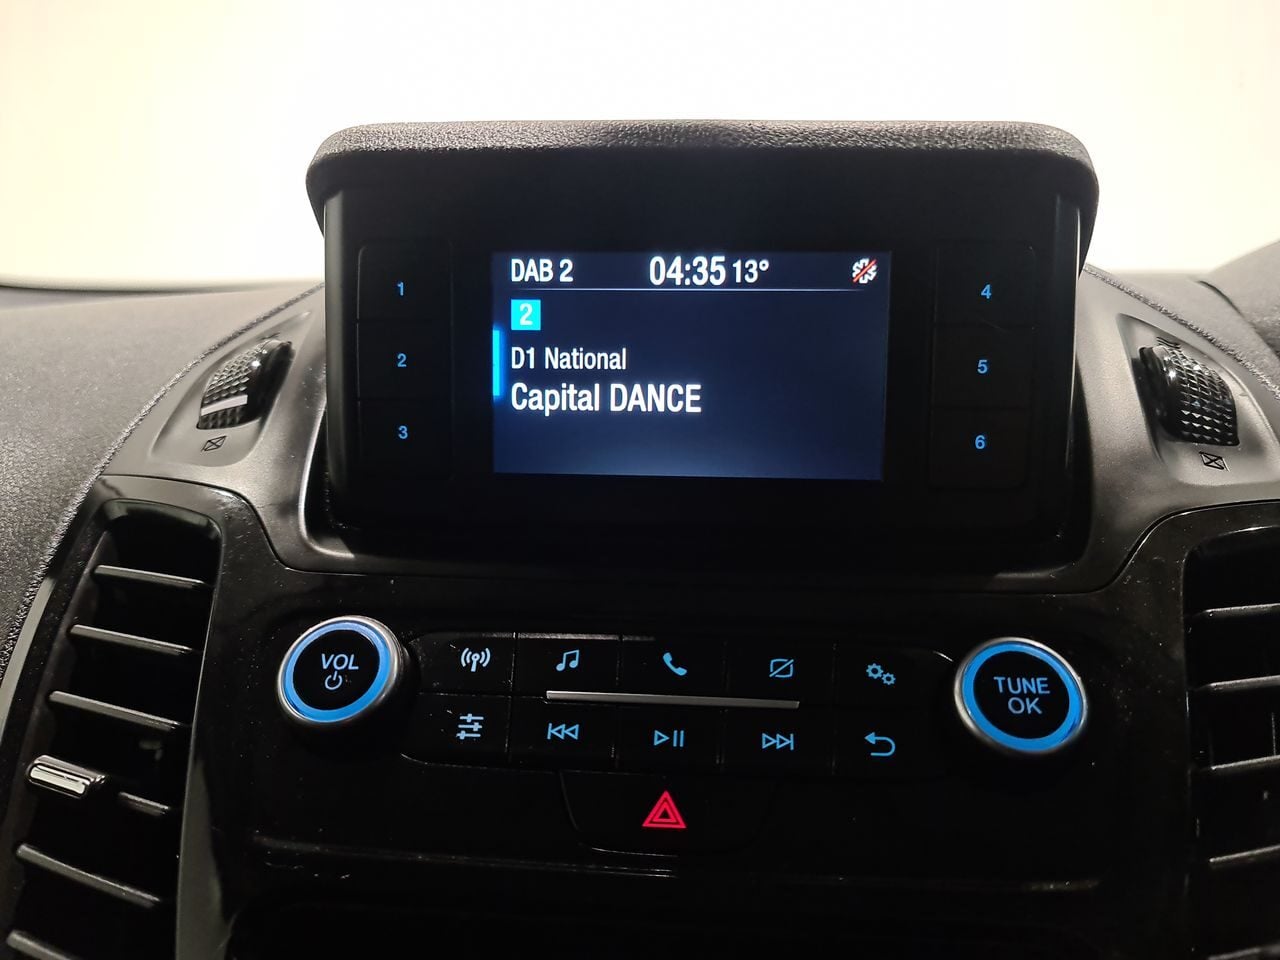 DAB 2 04:35 13°
2
D1 National
Capital DANCE
1
2
3
4
5
6
VOL
TUNE
OK